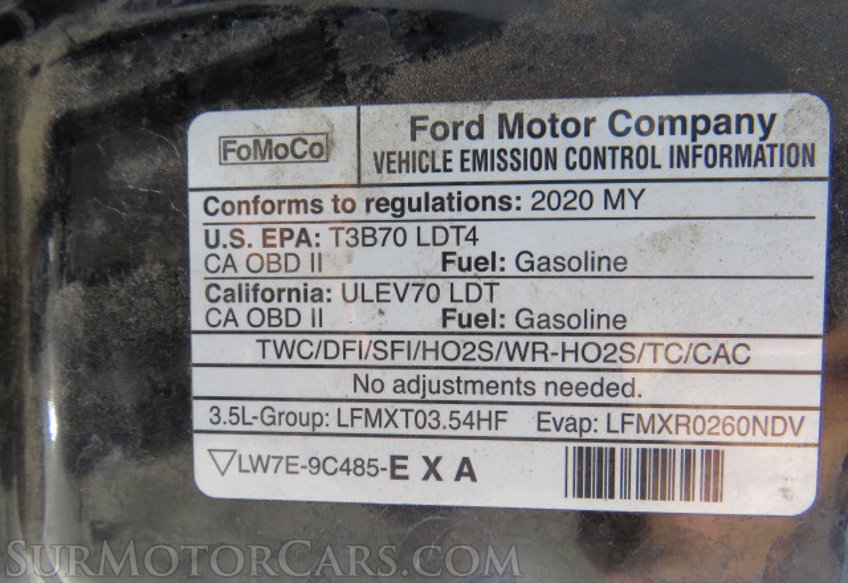 FoMoCo
Ford Motor Company
VEHICLE EMISSION CONTROL INFORMATION
Conforms to regulations: 2020 MY
U.S. EPA: T3B70 LDT4
CA OBD II Fuel: Gasoline
California: ULEV70 LDT
CA OBD II Fuel: Gasoline
TWC/DFI/SFI/HO2S/WR-HO2S/TC/CAC
No adjustments needed.
3.5L-Group: LFMXT03.54HF Evap: LFMXR0260NDV
▽LW7E-9C485-E X A
SURMOTORCARS.COM